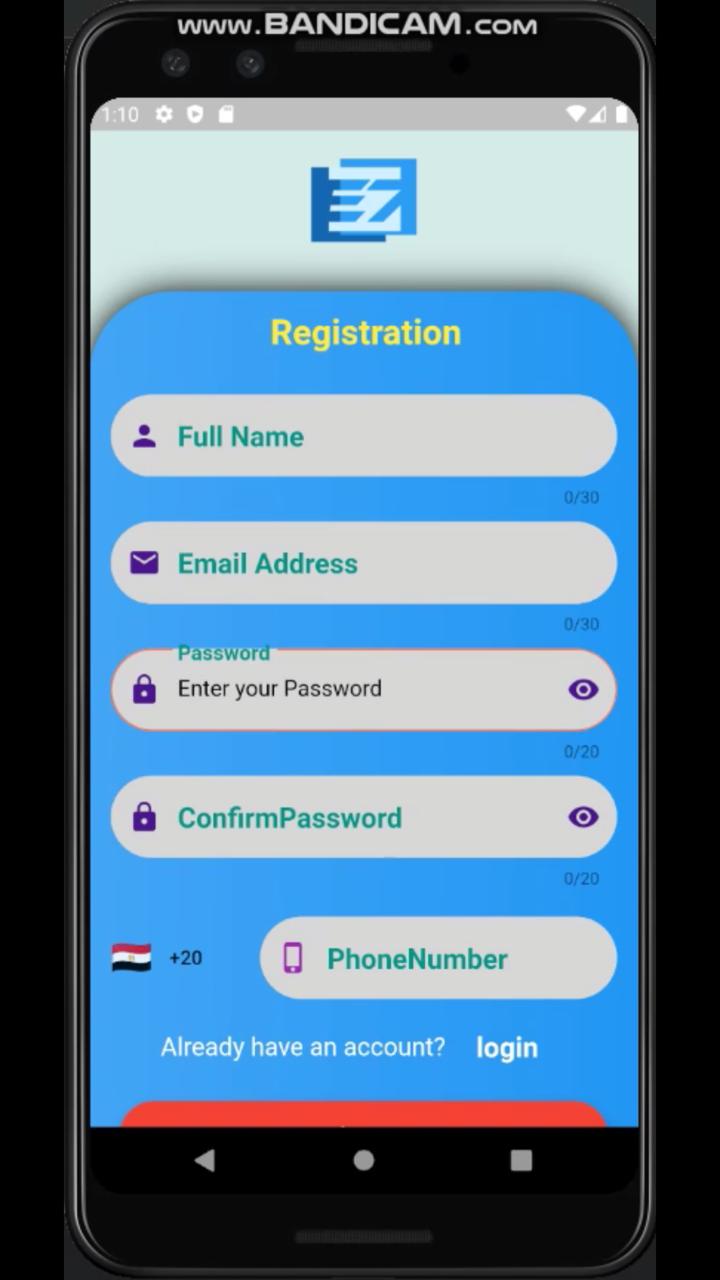 www.BANDICAM.com
1:10
EZ
Registration
Full Name
0/30
Email Address
0/30
Password
Enter your Password
0/20
ConfirmPassword
0/20
+20
PhoneNumber
Already have an account? login